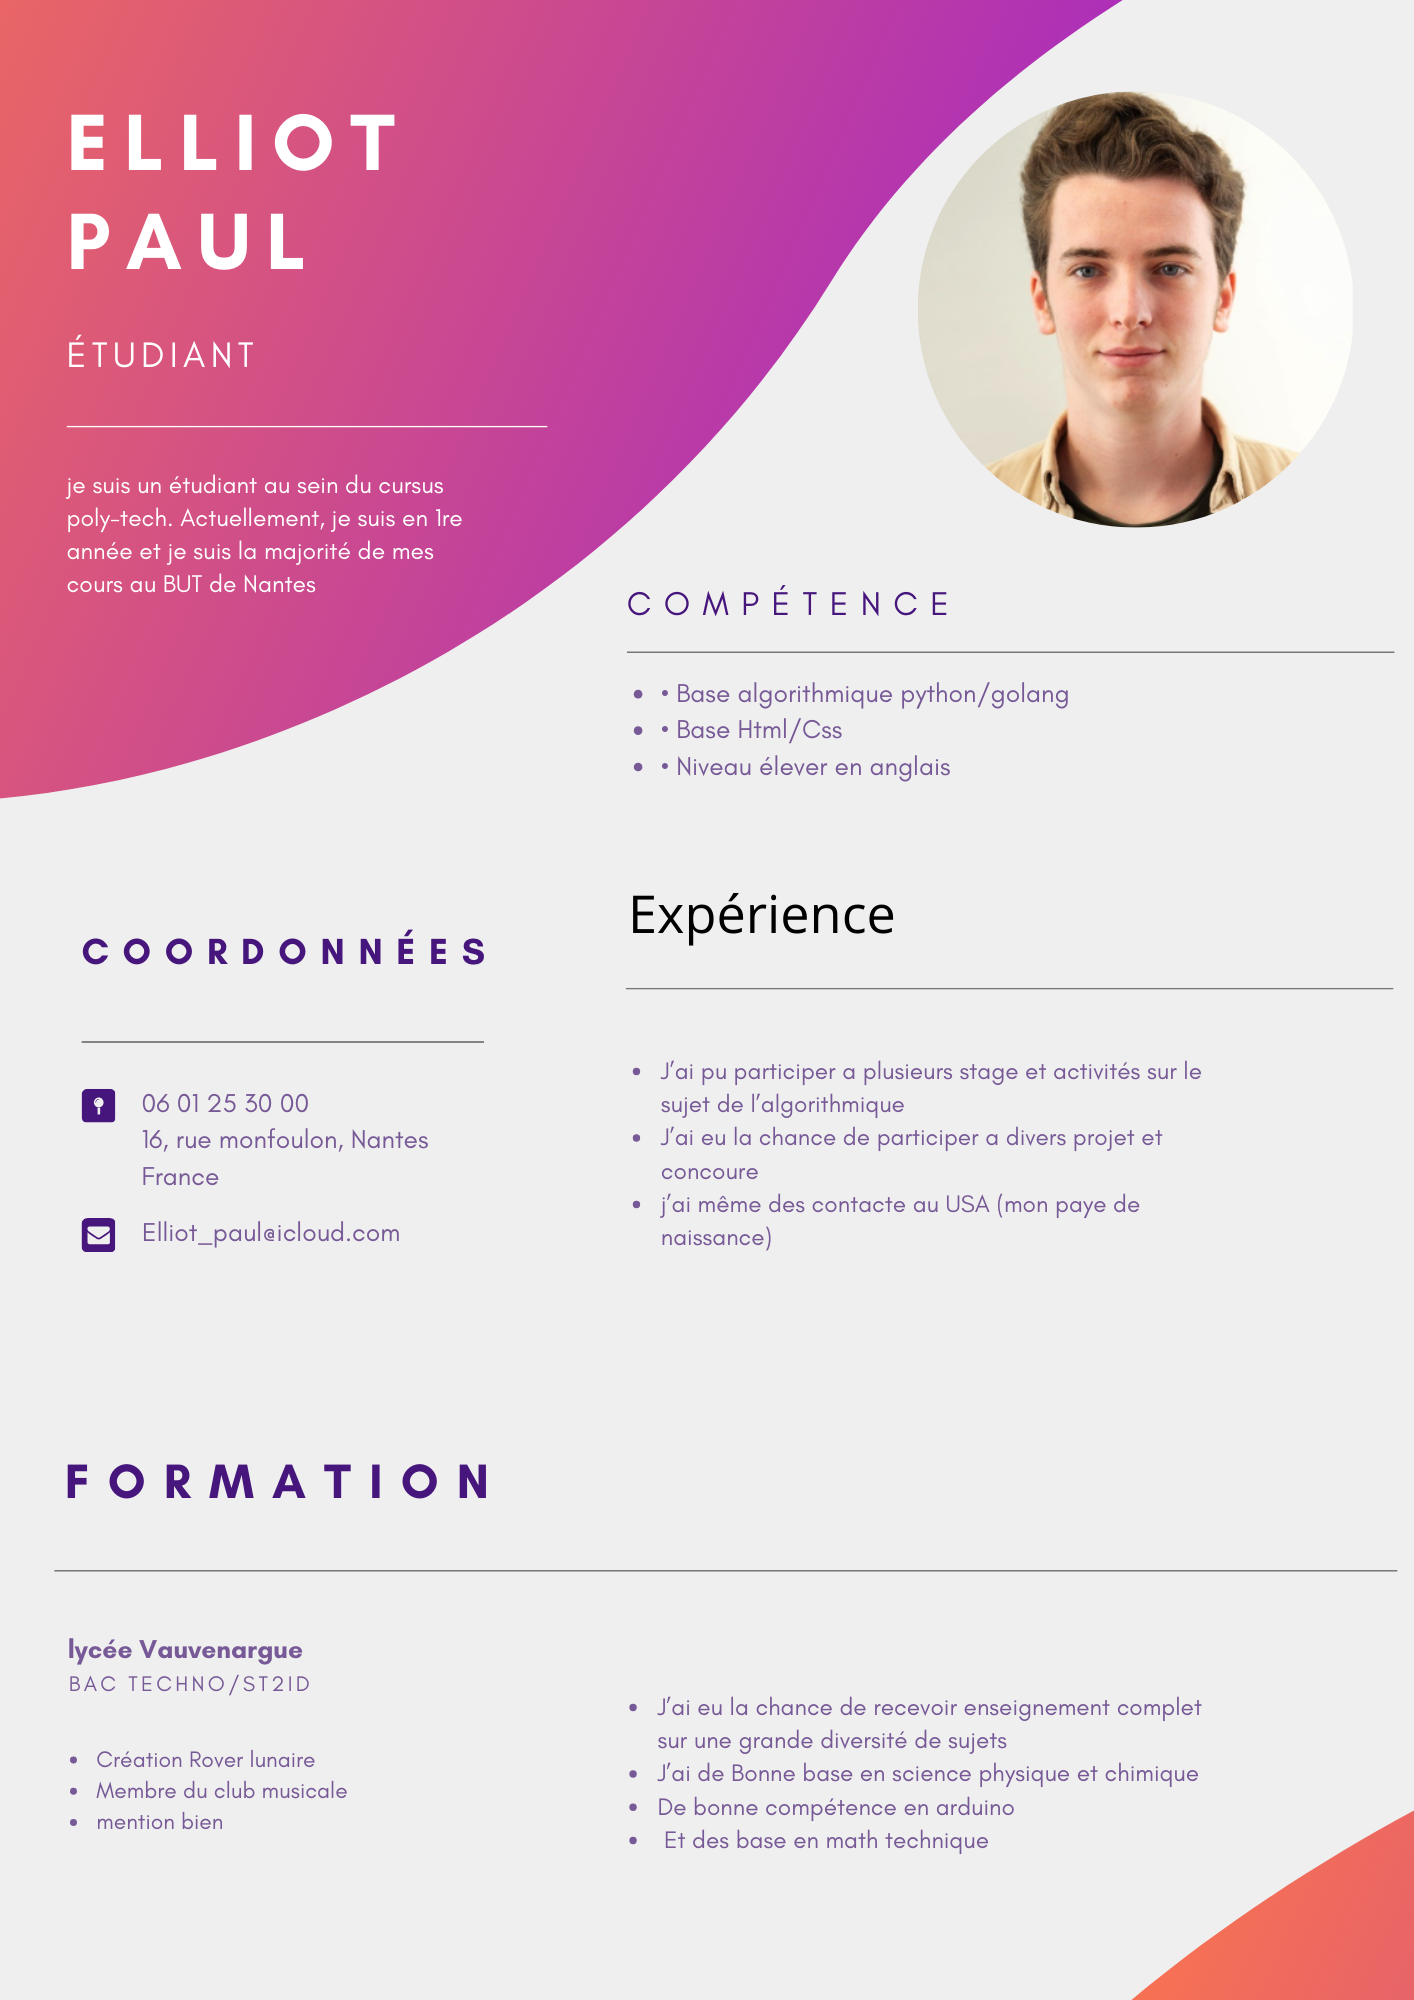 ELLIOT
PAUL
ÉTUDIANT
je suis un étudiant au sein du cursus
poly-tech. Actuellement, je suis en 1re
année et je suis la majorité de mes
cours au BUT de Nantes
COMPÉTENCE
• • Base algorithmique python/golang
• • Base Html/Css
• • Niveau élever en anglais
Expérience
• J'ai pu participer a plusieurs stage et activités sur le
sujet de l'algorithmique
• J'ai eu la chance de participer a divers projet et
concoure
• j'ai même des contacte au USA (mon paye de
naissance)
COORDONNÉES
06 01 25 30 00
16, rue monfoulon, Nantes
France
Elliot_paul@icloud.com
FORMATION
lycée Vauvenargue
BAC TECHNO/ST2ID
• Création Rover lunaire
• Membre du club musicale
• mention bien
• J'ai eu la chance de recevoir enseignement complet
sur une grande diversité de sujets
• J'ai de Bonne base en science physique et chimique
• De bonne compétence en arduino
• Et des base en math technique